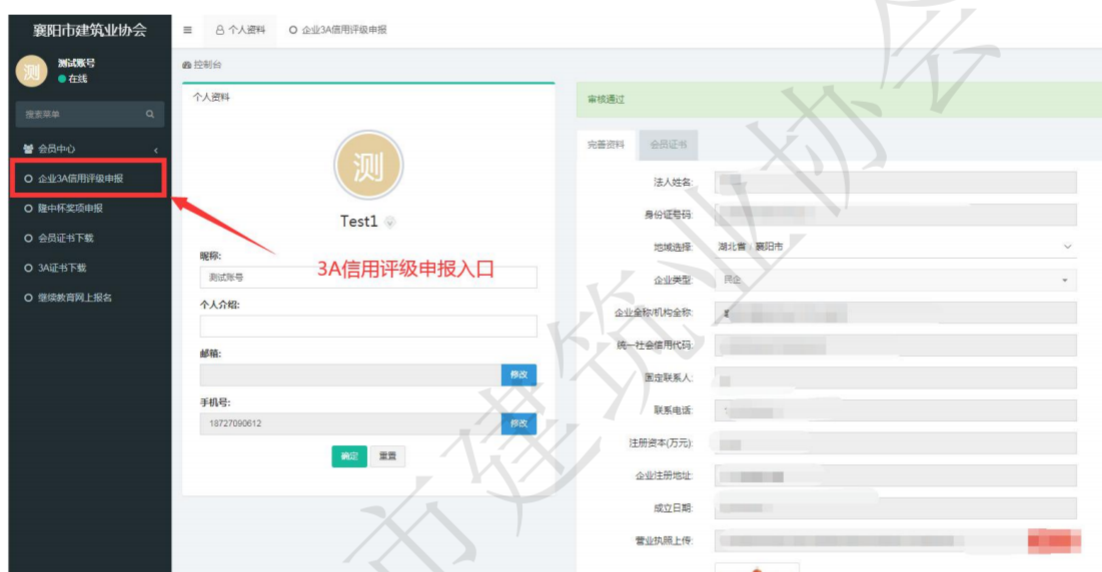 襄阳市建筑业协会
个人资料
企业3A信用评级申报
测
测试账号
在线
控制台
搜索菜单
会员中心
企业3A信用评级申报
隆中杯奖项申报
会员证书下载
3A证书下载
继续教育网上报名
个人资料
测
Test1
3A信用评级申报入口
昵称:
测试账号
个人介绍:
邮箱:
修改
手机号:
18727090612
修改
确定
重置
审核通过
完善资料
会员证书
法人姓名:
身份证号码:
地域选择:
湖北省 襄阳市
企业类型:
民企
企业全称/机构全称:
统一社会信用代码:
固定联系人:
联系电话:
注册资本(万元):
企业注册地址:
成立日期:
营业执照上传:
市建筑业协会